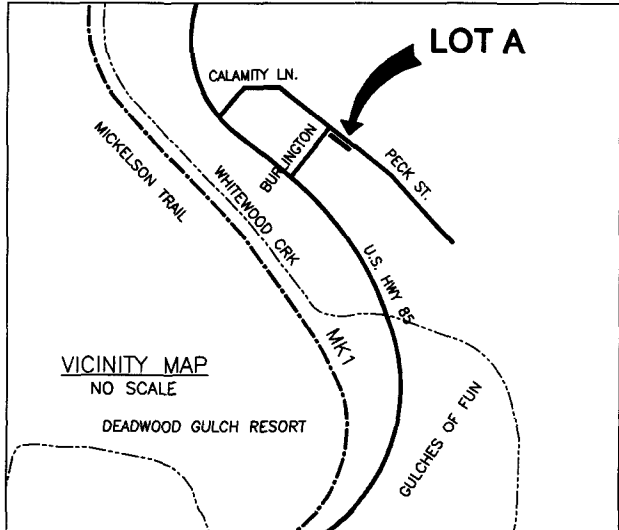 LOT A
CALAMITY LN.
BURLINGTON
PECK ST.
MICKELSON TRAIL
WHITEWOOD CRK
U.S. HWY 85
MK1
VICINITY MAP
NO SCALE
DEADWOOD GULCH RESORT
GULCHES OF FUN